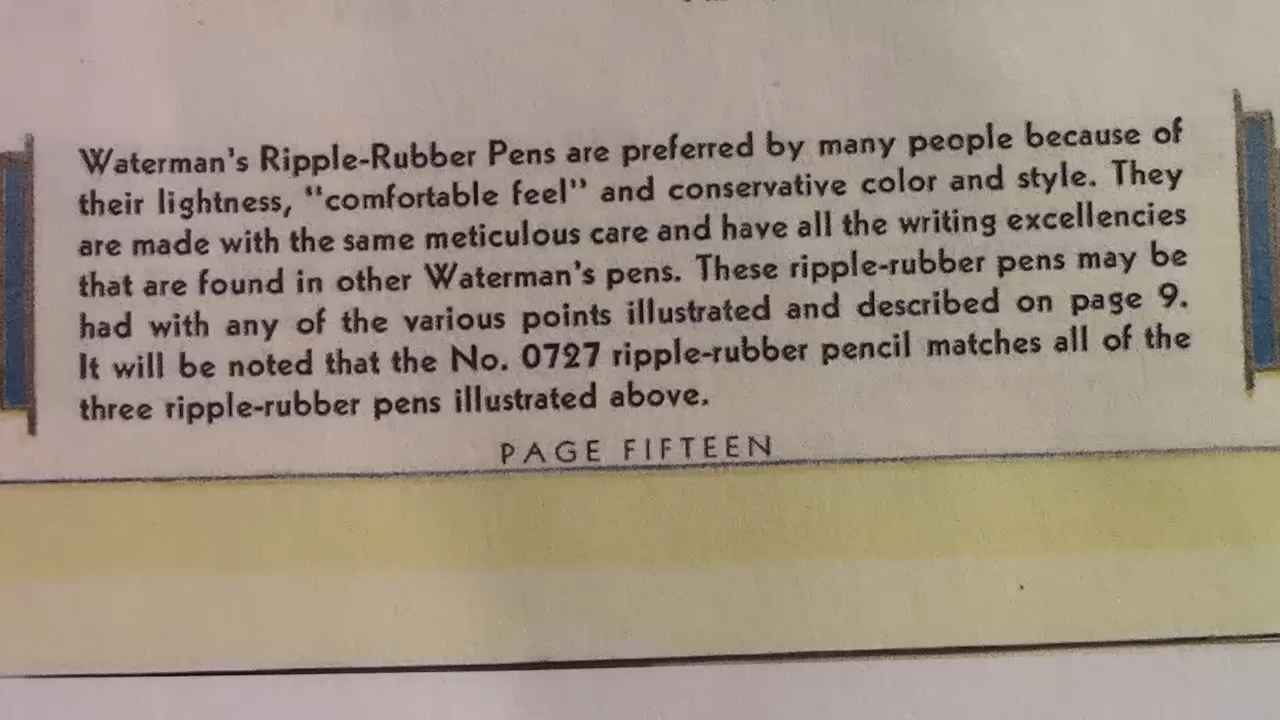 Waterman's Ripple-Rubber Pens are preferred by many people because of
their lightness, "comfortable feel" and conservative color and style. They
are made with the same meticulous care and have all the writing excellencies
that are found in other Waterman's pens. These ripple-rubber pens may be
had with any of the various points illustrated and described on page 9.
It will be noted that the No. 0727 ripple-rubber pencil matches all of the
three ripple-rubber pens illustrated above.
PAGE FIFTEEN